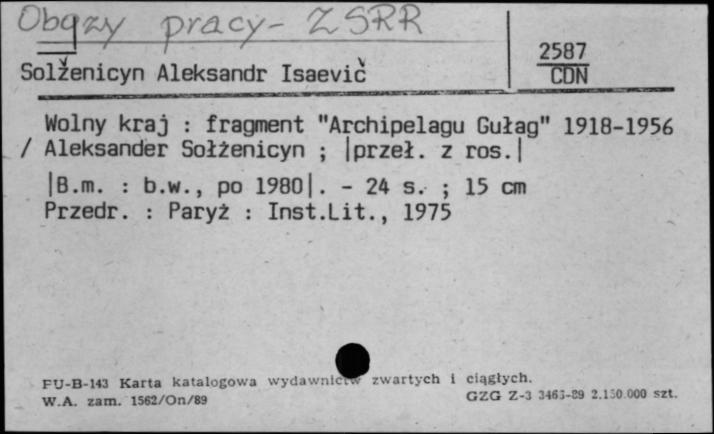 Obozy pracy - ZSRR
2587
CDN
Solženicyn Aleksandr Isaevič
Wolny kraj : fragment "Archipelagu Gułag" 1918-1956
/ Aleksander Sołżenicyn ; |przeł. z ros.|
|B.m. : b.w., po 1980|. - 24 s. ; 15 cm
Przedr. : Paryż : Inst.Lit., 1975
FU-B-143 Karta katalogowa wydawnictw zwartych i ciągłych.
W.A. zam. 1562/On/89
GZG Z-3 3463-89 2.150.000 szt.